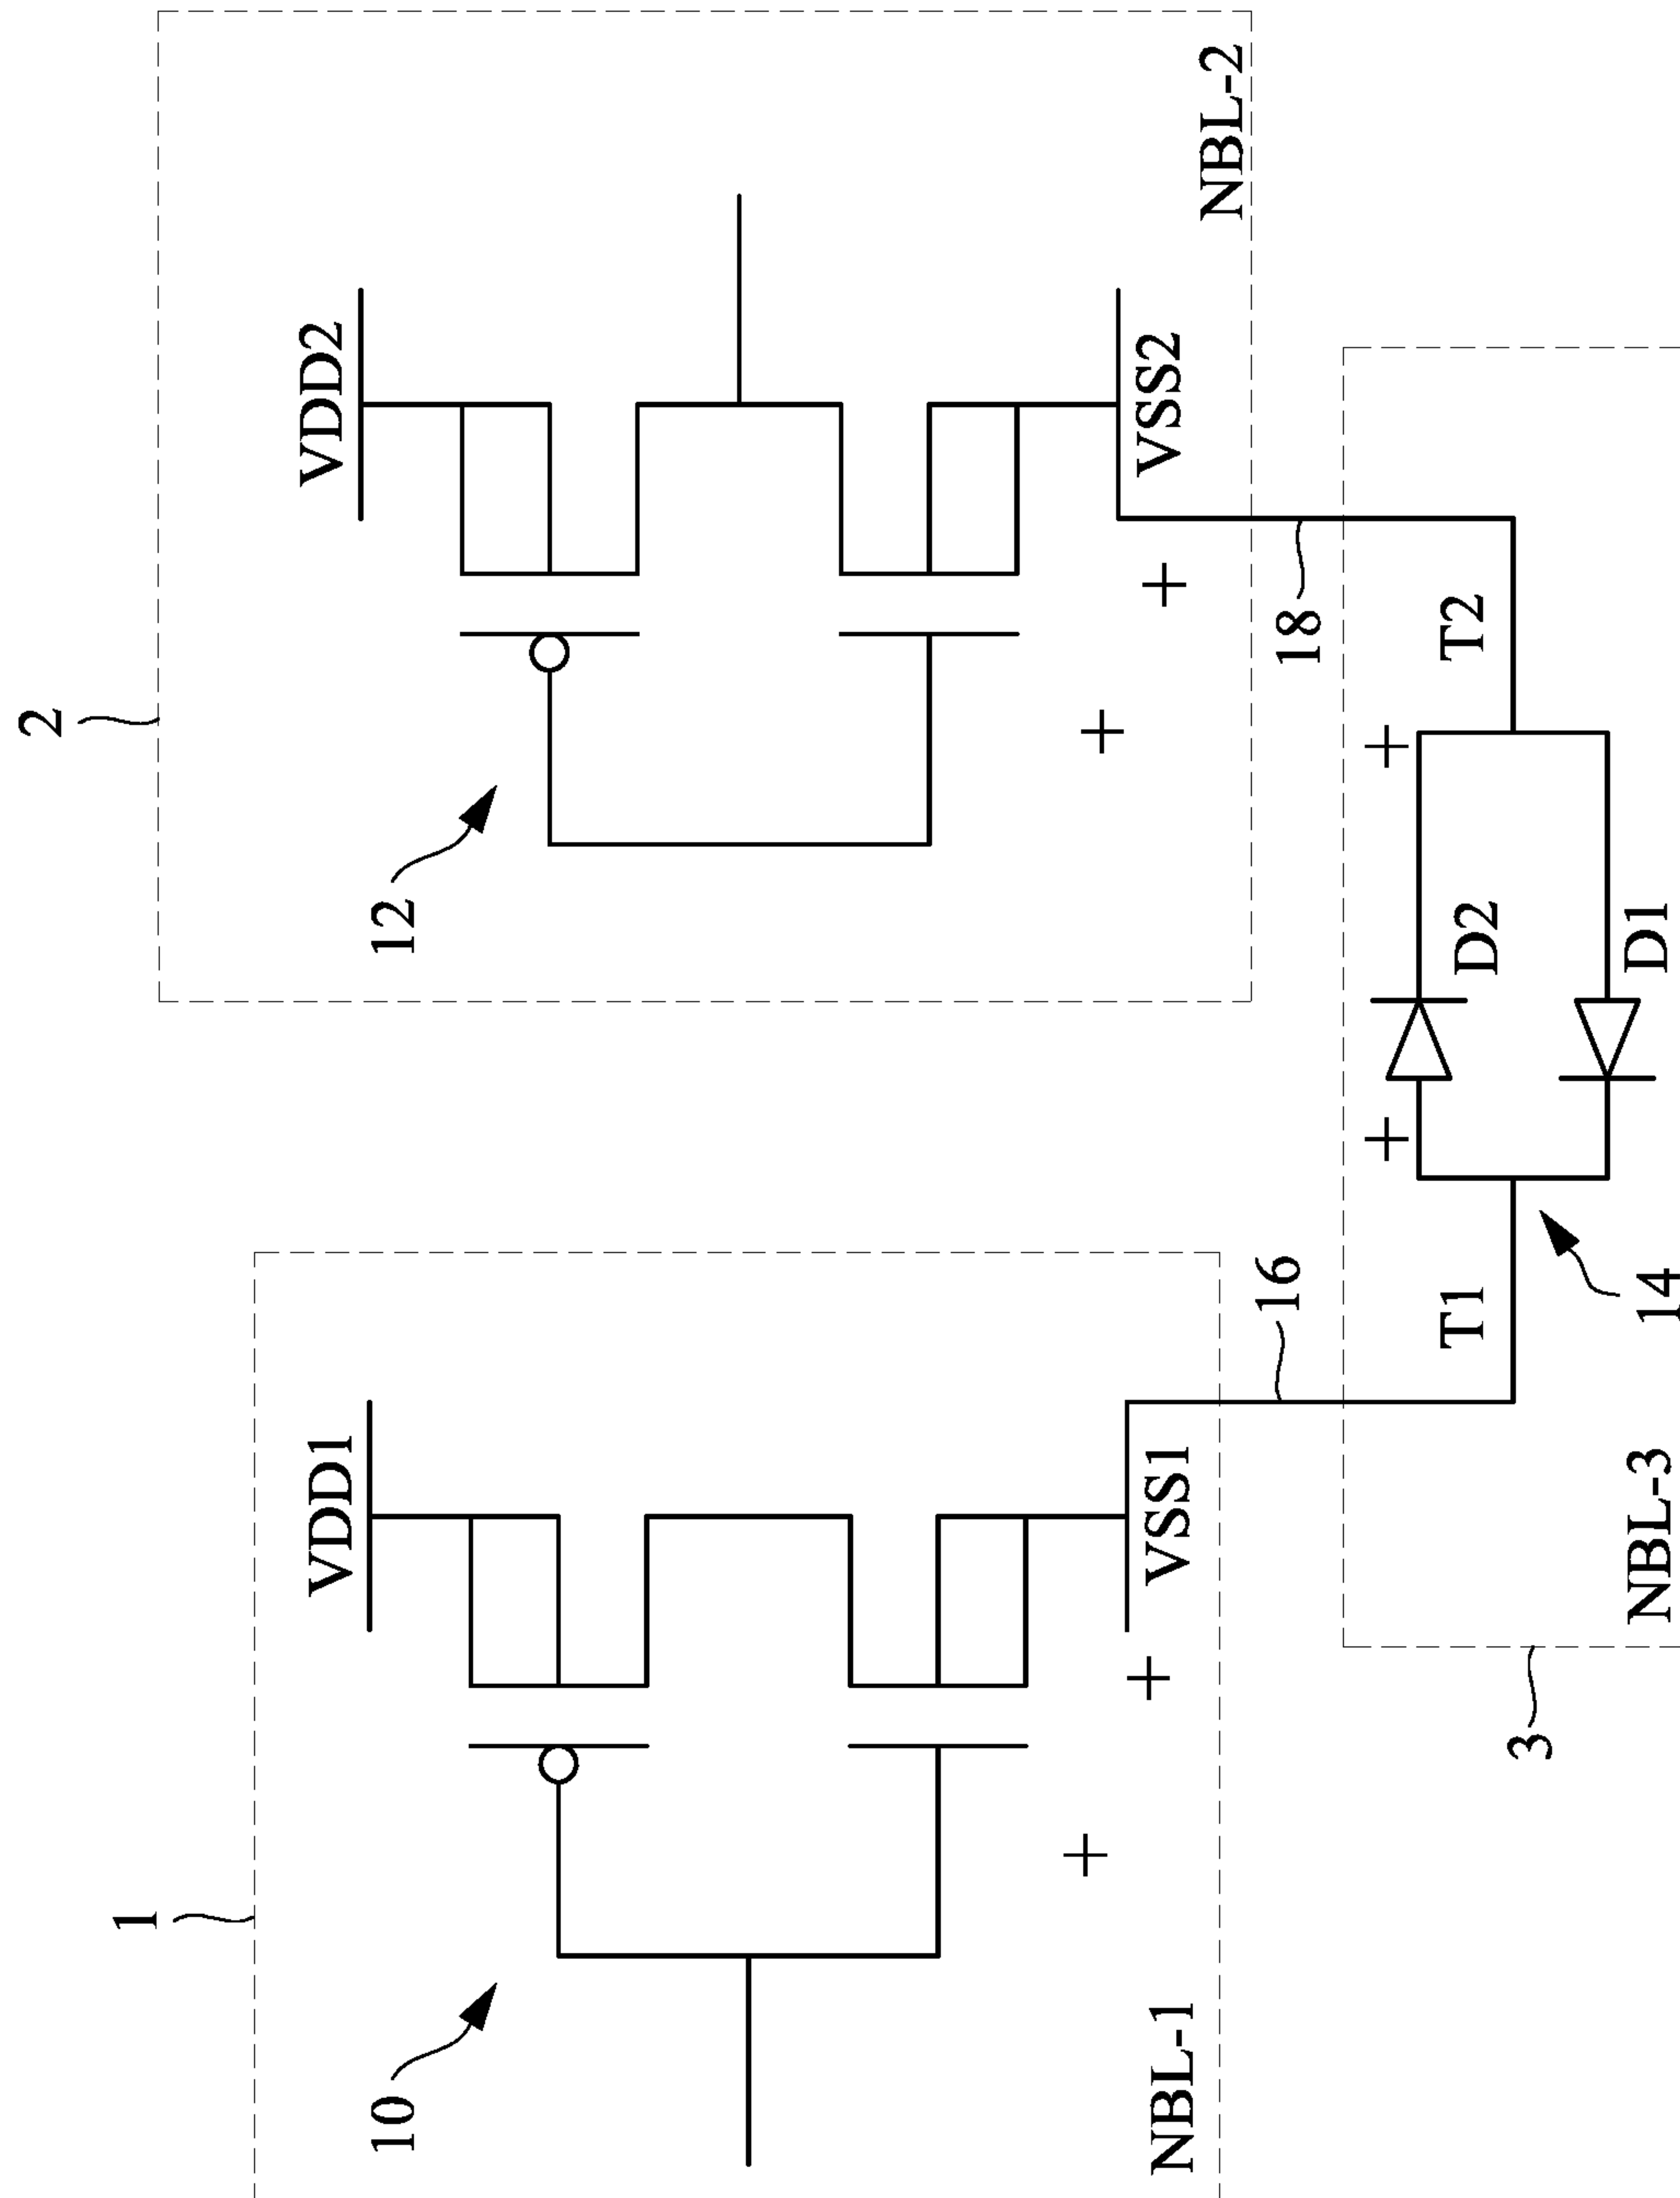 2
1
VDD2
VDD1
12
10
VSS2
VSS1
NBL-2
NBL-1
18
16
T2
T1
D2
D1
14
NBL-3
3